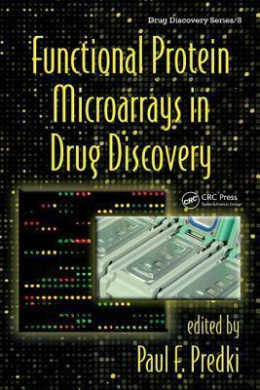 Drug Discovery Series/8
Functional Protein
Microarrays in
Drug Discovery
CRC
CRC Press
Taylor & Francis Group
edited by
Paul F. Predki